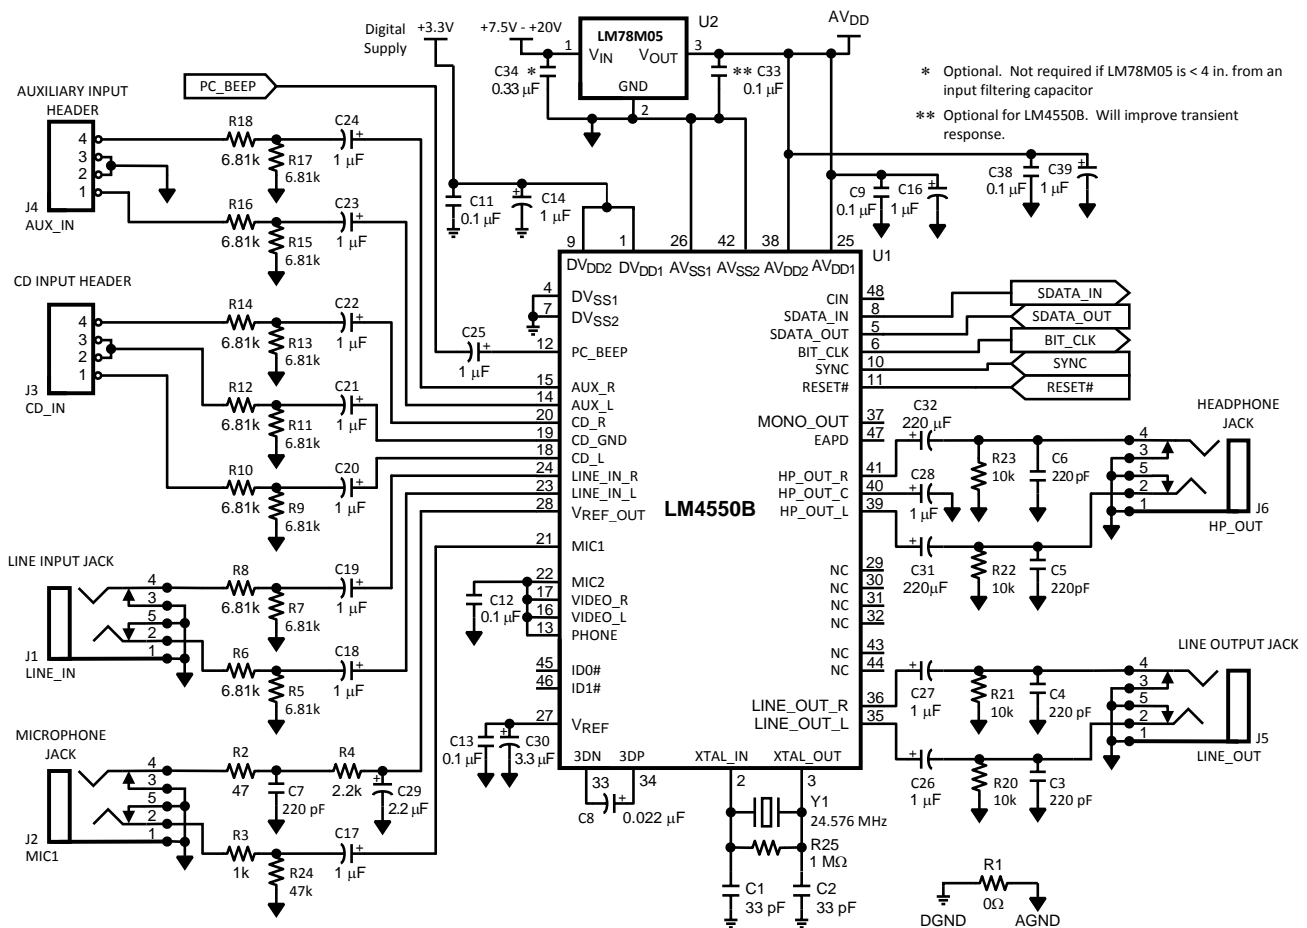 Digital
Supply
+3.3V
+7.5V - +20V
U2
LM78M05
V_IN
V_OUT
GND
1
3
2
AV_DD
C34 *
0.33 µF
** C33
0.1 µF
* Optional. Not required if LM78M05 is < 4 in. from an
input filtering capacitor
** Optional for LM4550B. Will improve transient
response.
PC_BEEP
AUXILIARY INPUT
HEADER
4
3
2
1
J4
AUX_IN
R18
6.81k
R17
6.81k
C24
+
1 µF
R16
6.81k
R15
6.81k
C23
+
1 µF
C11
0.1 µF
+
C14
1 µF
C9
0.1 µF
+
C16
1 µF
C38
0.1 µF
+
C39
1 µF
CD INPUT HEADER
4
3
2
1
J3
CD_IN
R14
6.81k
R13
6.81k
C22
+
1 µF
R12
6.81k
R11
6.81k
C21
+
1 µF
R10
6.81k
R9
6.81k
C20
+
1 µF
C25
+
1 µF
LINE INPUT JACK
4
3
5
2
1
J1
LINE_IN
R8
6.81k
R7
6.81k
C19
+
1 µF
R6
6.81k
R5
6.81k
C18
+
1 µF
C12
0.1 µF
MICROPHONE
JACK
4
3
5
2
1
J2
MIC1
R2
47
C7
220 pF
R4
2.2k
+
C29
2.2 µF
R3
1k
R24
47k
C17
+
1 µF
C13
0.1 µF
+
C30
3.3 µF
U1
LM4550B
9
1
26
42
38
25
DV_DD2
DV_DD1
AV_SS1
AV_SS2
AV_DD2
AV_DD1
4 DV_SS1
7 DV_SS2
12 PC_BEEP
15 AUX_R
14 AUX_L
20 CD_R
19 CD_GND
18 CD_L
24 LINE_IN_R
23 LINE_IN_L
28 V_REF_OUT
21 MIC1
22 MIC2
17 VIDEO_R
16 VIDEO_L
13 PHONE
45 ID0#
46 ID1#
27 V_REF
3DN
3DP
XTAL_IN
XTAL_OUT
33
34
2
3
CIN 48
SDATA_IN 8
SDATA_OUT 5
BIT_CLK 6
SYNC 10
RESET# 11
MONO_OUT 37
EAPD 47
HP_OUT_R 41
HP_OUT_C 40
HP_OUT_L 39
NC 29
NC 30
NC 31
NC 32
NC 43
NC 44
LINE_OUT_R 36
LINE_OUT_L 35
SDATA_IN
SDATA_OUT
BIT_CLK
SYNC
RESET#
C8
+
0.022 µF
Y1
24.576 MHz
R25
1 MΩ
C1
33 pF
C2
33 pF
C32
220 µF
+
C28
+
1 µF
+
C31
220µF
R23
10k
C6
220 pF
R22
10k
C5
220pF
HEADPHONE
JACK
4
3
5
2
1
J6
HP_OUT
+
C27
1 µF
R21
10k
C4
220 pF
+
C26
1 µF
R20
10k
C3
220 pF
LINE OUTPUT JACK
4
3
5
2
1
J5
LINE_OUT
R1
0Ω
DGND
AGND